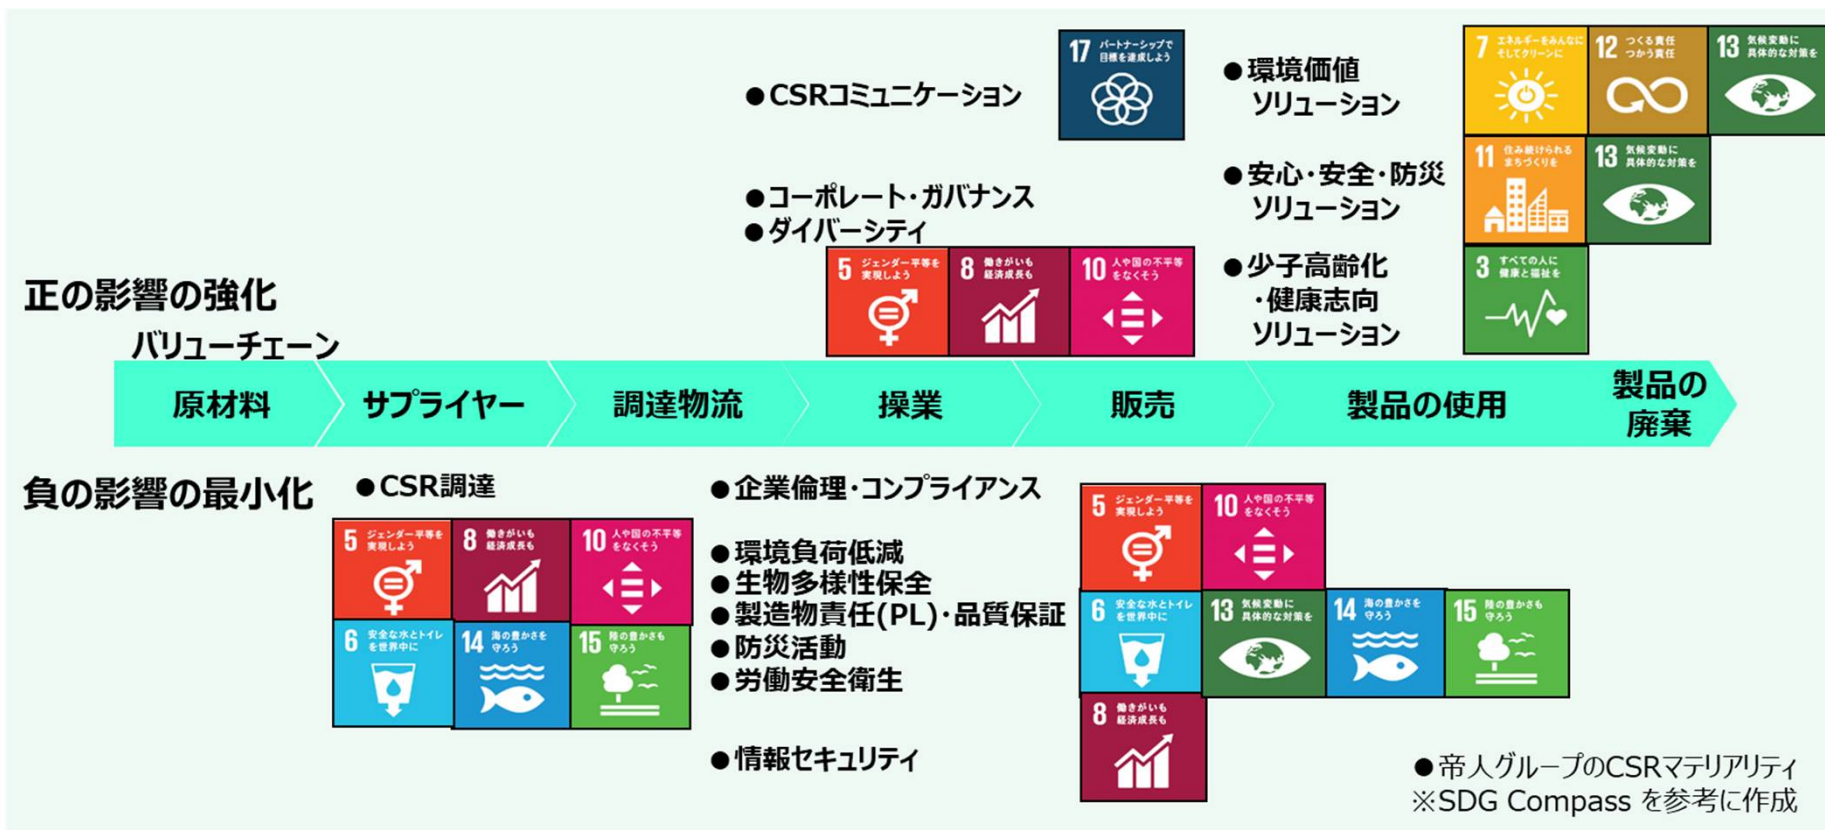 ●CSRコミュニケーション
17 パートナーシップで
目標を達成しよう
●コーポレート・ガバナンス
●ダイバーシティ
5 ジェンダー平等を
実現しよう
8 働きがいも
経済成長も
10 人や国の不平等
をなくそう
●環境価値
ソリューション
7 エネルギーをみんなに
そしてクリーンに
12 つくる責任
つかう責任
13 気候変動に
具体的な対策を
●安心・安全・防災
ソリューション
11 住み続けられる
まちづくりを
13 気候変動に
具体的な対策を
●少子高齢化
・健康志向
ソリューション
3 すべての人に
健康と福祉を
正の影響の強化
バリューチェーン
原材料
サプライヤー
調達物流
操業
販売
製品の使用
製品の
廃棄
負の影響の最小化
●CSR調達
5 ジェンダー平等を
実現しよう
8 働きがいも
経済成長も
10 人や国の不平等
をなくそう
6 安全な水とトイレ
を世界中に
14 海の豊かさを
守ろう
15 陸の豊かさも
守ろう
●企業倫理・コンプライアンス
●環境負荷低減
●生物多様性保全
●製造物責任(PL)・品質保証
●防災活動
●労働安全衛生
●情報セキュリティ
5 ジェンダー平等を
実現しよう
10 人や国の不平等
をなくそう
6 安全な水とトイレ
を世界中に
13 気候変動に
具体的な対策を
14 海の豊かさを
守ろう
15 陸の豊かさも
守ろう
8 働きがいも
経済成長も
●帝人グループのCSRマテリアリティ
※SDG Compass を参考に作成